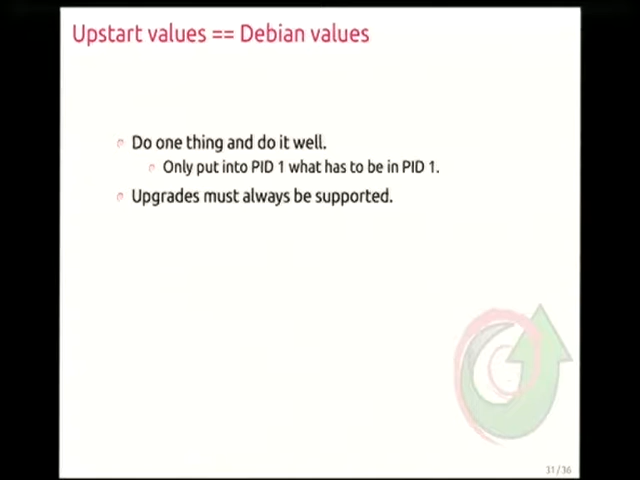 Upstart values == Debian values
Do one thing and do it well.
Only put into PID 1 what has to be in PID 1.
Upgrades must always be supported.
31/36